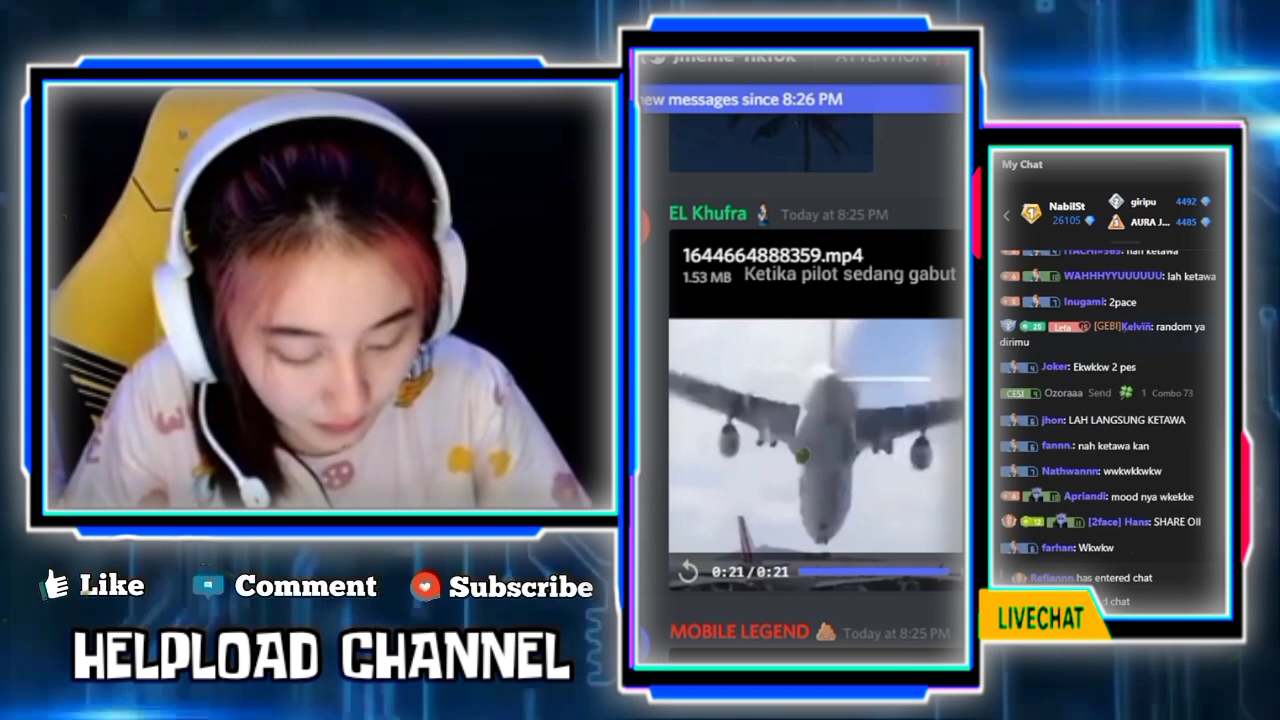 new messages since 8:26 PM
EL Khufra Today at 8:25 PM
1644664888359.mp4
1.53 MB Ketika pilot sedang gabut
0:21/0:21
MOBILE LEGEND Today at 8:25 PM
My Chat
NabilSt
26105
giripu 4492
AURA J... 4485
WAHHHYYUUUUUU: lah ketawa
Inugami: 2pace
Leta [GEBI]Kelvin: random ya
dirimu
Joker: Ekwkkw 2 pes
Ozoraaa Send 1 Combo 73
jhon: LAH LANGSUNG KETAWA
fannn.: nah ketawa kan
Nathwannn: wwkwkkwkw
Apriandi: mood nya wkekke
[2face] Hans: SHARE OII
farhan: Wkwkw
Refiannn has entered chat
LIVECHAT
Like Comment Subscribe
HELPLOAD CHANNEL